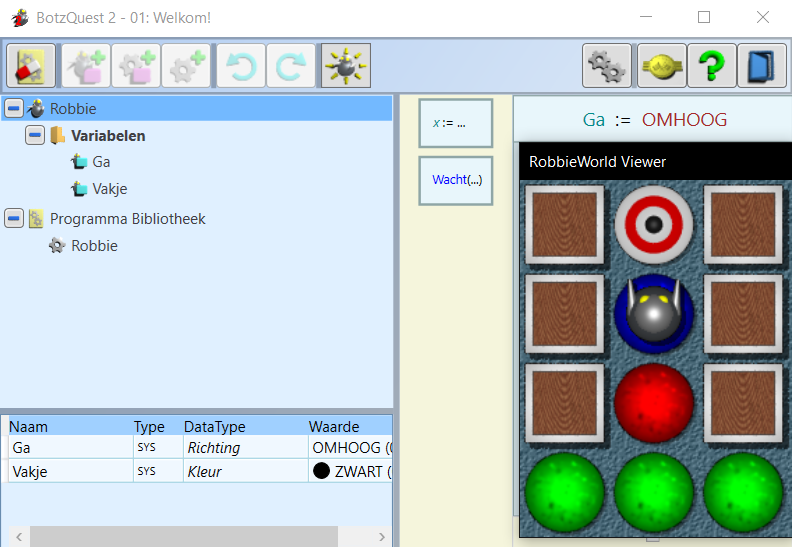 BotzQuest 2 - 01: Welkom!
Robbie
Variabelen
Ga
Vakje
Programma Bibliotheek
Robbie
x := ...
Wacht(...)
Ga := OMHOOG
RobbieWorld Viewer
Naam Type DataType Waarde
Ga SYS Richting OMHOOG (
Vakje SYS Kleur ZWART (